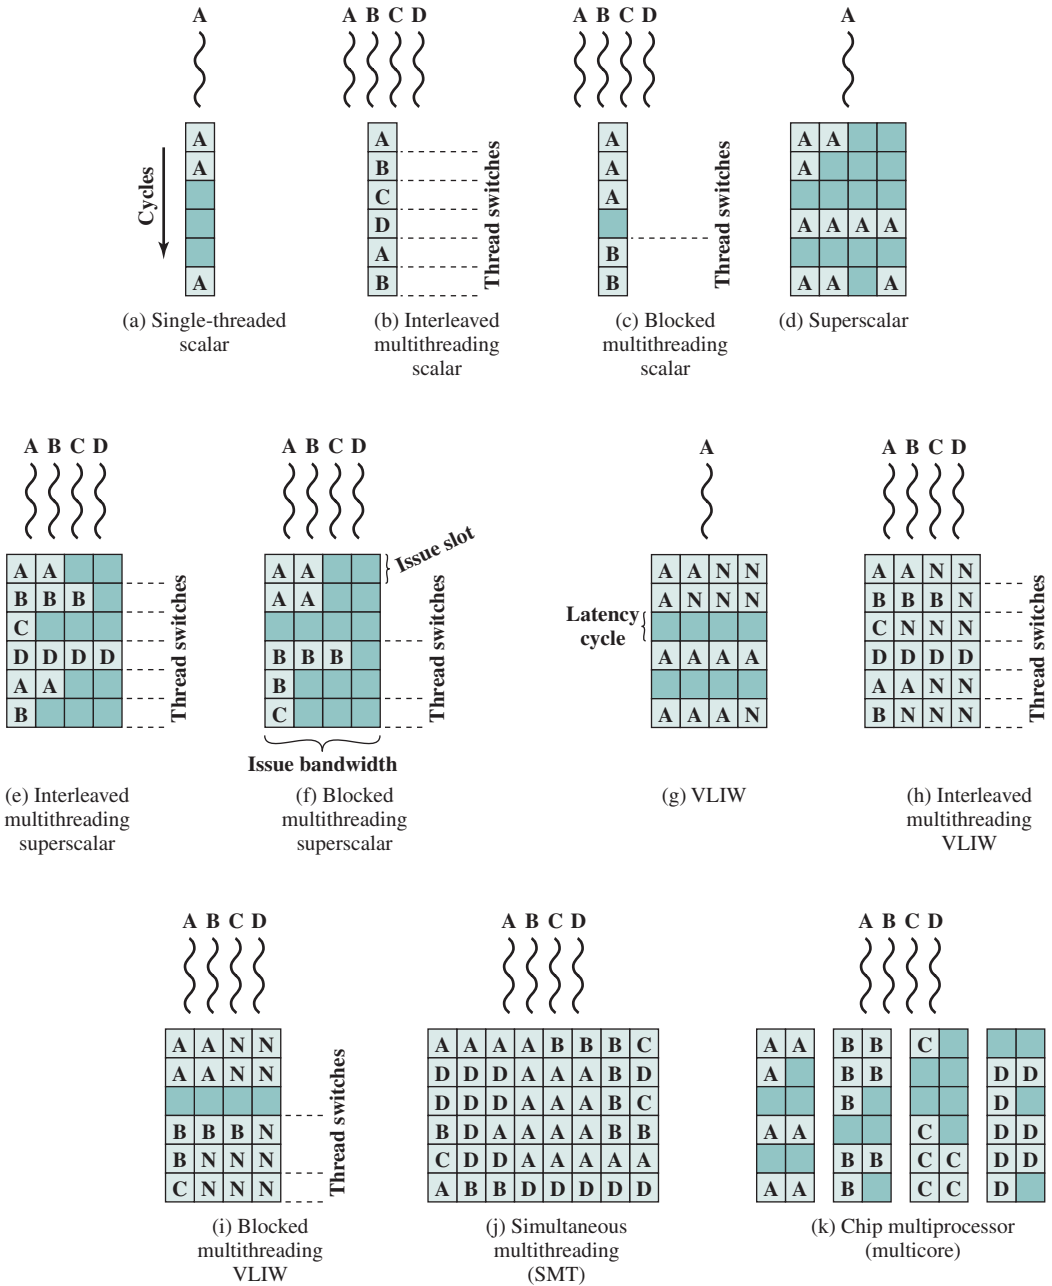 A
A B C D
A B C D
A
Cycles
A
A
A
A
B
C
D
A
B
Thread switches
A
A
A
B
B
Thread switches
A A
A
A A A A
A A A
(a) Single-threaded
scalar
(b) Interleaved
multithreading
scalar
(c) Blocked
multithreading
scalar
(d) Superscalar
A B C D
A B C D
A
A B C D
A A
B B B
C
D D D D
A A
B
Thread switches
Issue slot
A A
A A
B B B
B
C
Thread switches
Issue bandwidth
Latency
cycle
A A N N
A N N N
A A A A
A A A N
A A N N
B B B N
C N N N
D D D D
A A N N
B N N N
Thread switches
(e) Interleaved
multithreading
superscalar
(f) Blocked
multithreading
superscalar
(g) VLIW
(h) Interleaved
multithreading
VLIW
A B C D
A B C D
A B C D
A A N N
A A N N
B B B N
B N N N
C N N N
Thread switches
A A A A B B B C
D D D A A A B D
D D D A A A B C
B D A A A A B B
C D D A A A A A
A B B D D D D D
A A
A
A A
A A
B B
B B
B
B B
B
C
C
C C
C C
D D
D
D D
D D
D
(i) Blocked
multithreading
VLIW
(j) Simultaneous
multithreading
(SMT)
(k) Chip multiprocessor
(multicore)